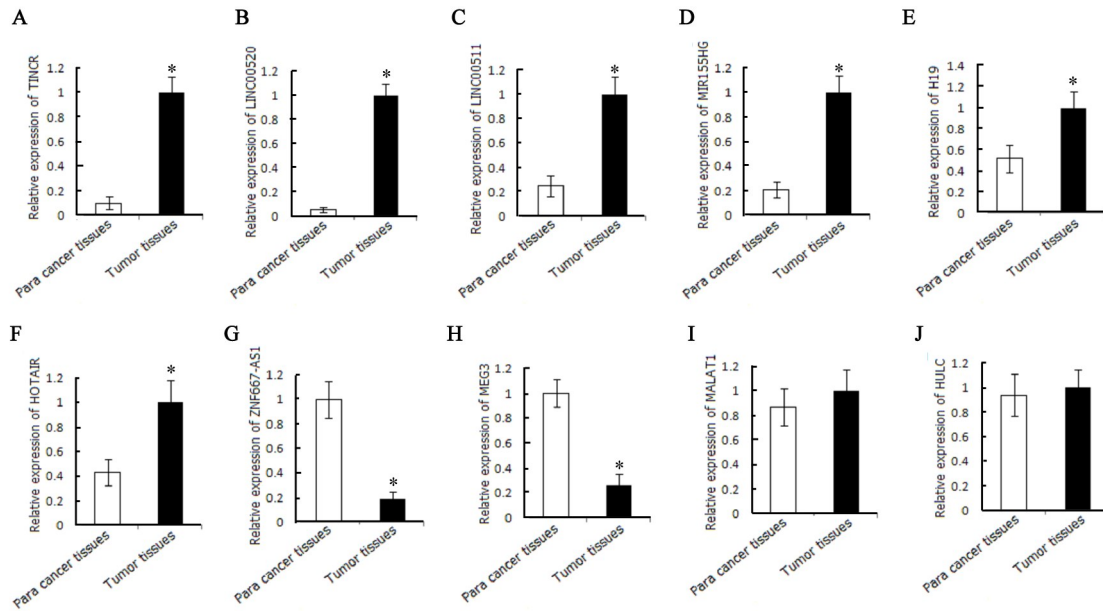 A
Relative expression of TINCR
1.2
1
0.8
0.6
0.4
0.2
0
*
Para cancer tissues
Tumor tissues
B
Relative expression of LINC00520
1.2
1
0.8
0.6
0.4
0.2
0
*
Para cancer tissues
Tumor tissues
C
Relative expression of LINC00511
1.2
1
0.8
0.6
0.4
0.2
0
*
Para cancer tissues
Tumor tissues
D
Relative expression of MIR155HG
1.2
1
0.8
0.6
0.4
0.2
0
*
Para cancer tissues
Tumor tissues
E
Relative expression of H19
1.4
1.2
1
0.8
0.6
0.4
0.2
0
*
Para cancer tissues
Tumor tissues
F
Relative expression of HOTAIR
1.2
1
0.8
0.6
0.4
0.2
0
*
Para cancer tissues
Tumor tissues
G
Relative expression of ZNF667-AS1
1.2
1
0.8
0.6
0.4
0.2
0
*
Para cancer tissues
Tumor tissues
H
Relative expression of MEG3
1.2
1
0.8
0.6
0.4
0.2
0
*
Para cancer tissues
Tumor tissues
I
Relative expression of MALAT1
1.2
1
0.8
0.6
0.4
0.2
0
Para cancer tissues
Tumor tissues
J
Relative expression of HULC
1.2
1
0.8
0.6
0.4
0.2
0
Para cancer tissues
Tumor tissues